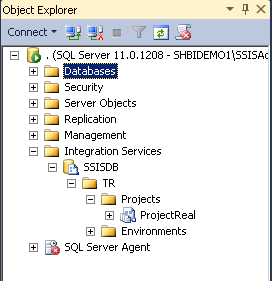 Object Explorer
Connect
. (SQL Server 11.0.1208 - SHBIDEMO1\SSISAc
Databases
Security
Server Objects
Replication
Management
Integration Services
SSISDB
TR
Projects
ProjectReal
Environments
SQL Server Agent